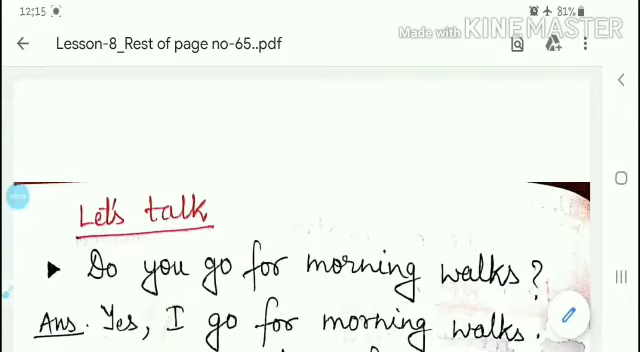 12:15 81%
Made with KINEMASTER
Lesson-8_Rest of page no-65..pdf
Let's talk
Do you go for morning walks?
Ans. Yes, I go for morning walks.